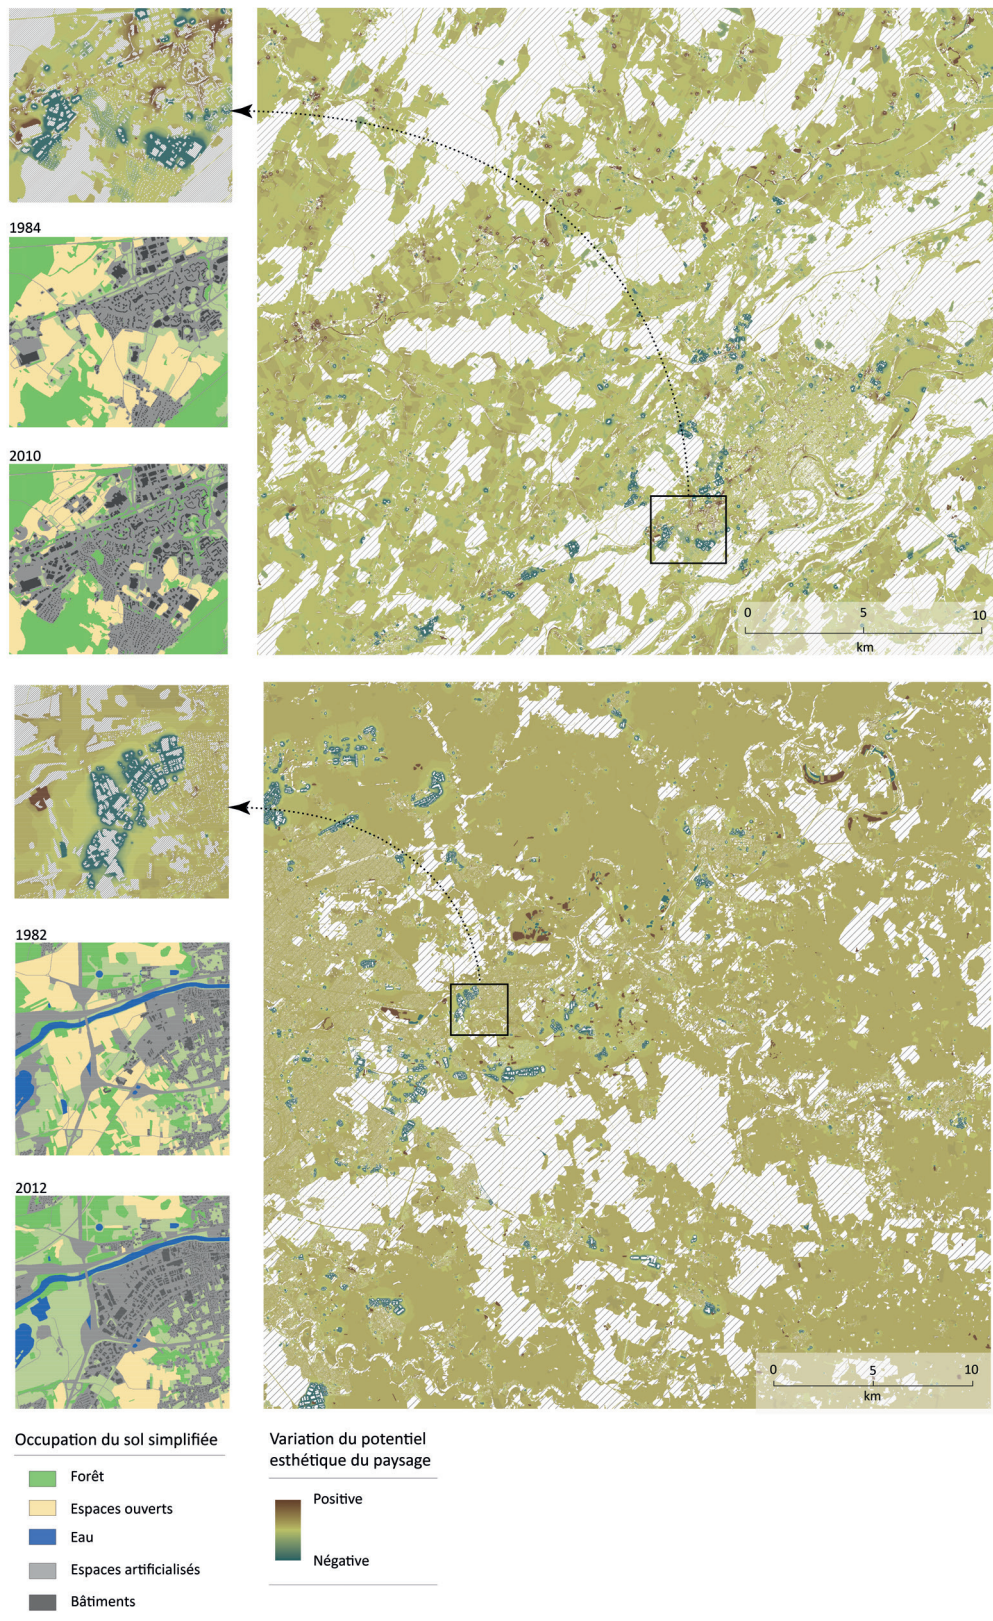 1984
2010
0 5 10
km
1982
2012
0 5 10
km
Occupation du sol simplifiée
Forêt
Espaces ouverts
Eau
Espaces artificialisés
Bâtiments
Variation du potentiel
esthétique du paysage
Positive
Négative